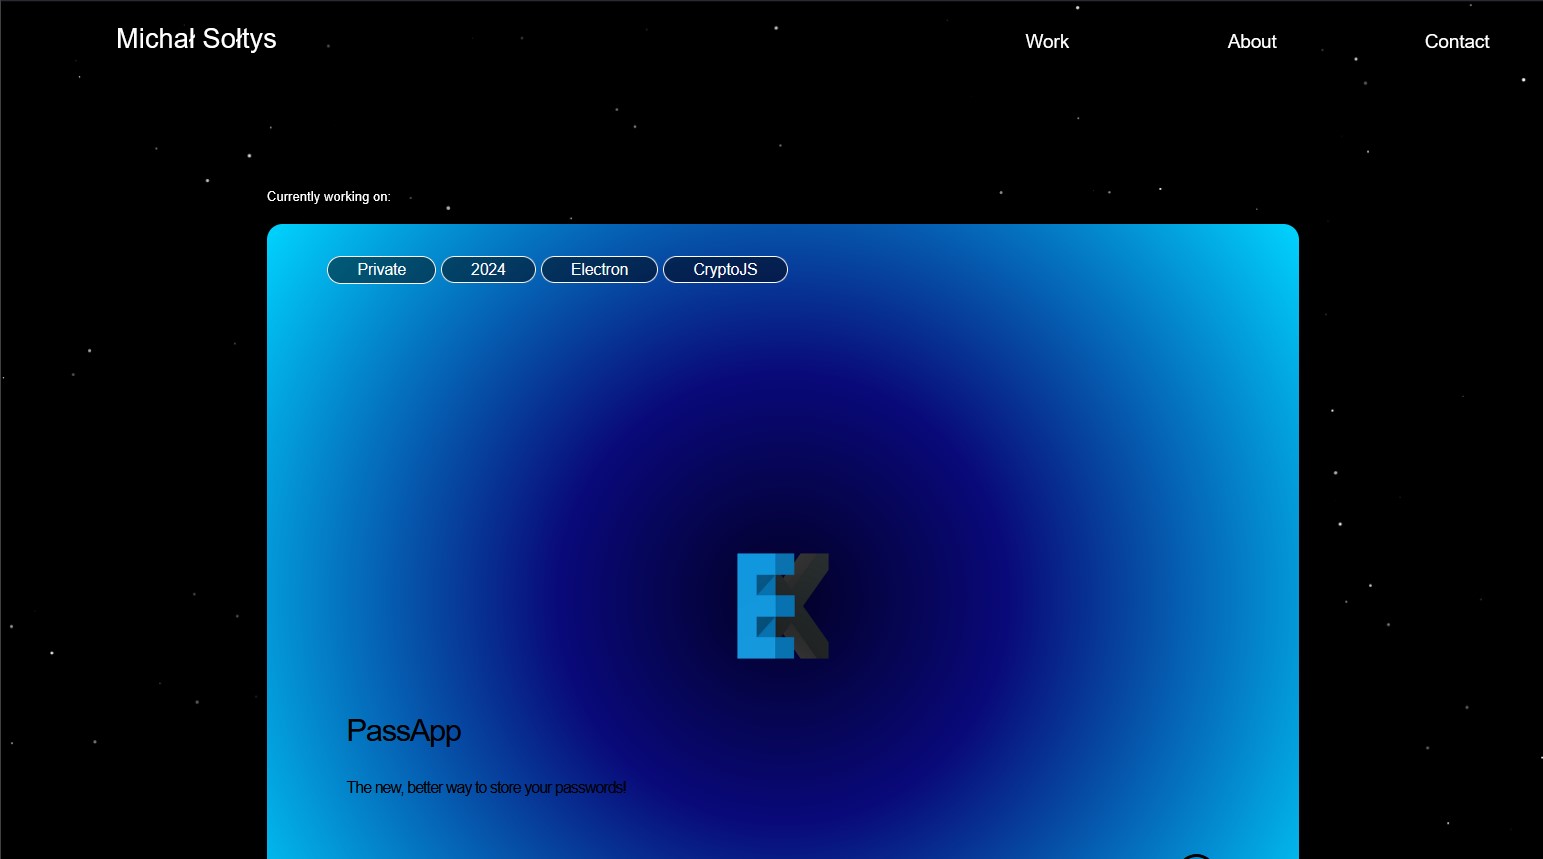 Michał Sołtys
Work
About
Contact
Currently working on:
Private
2024
Electron
CryptoJS
EK
PassApp
The new, better way to store your passwords!